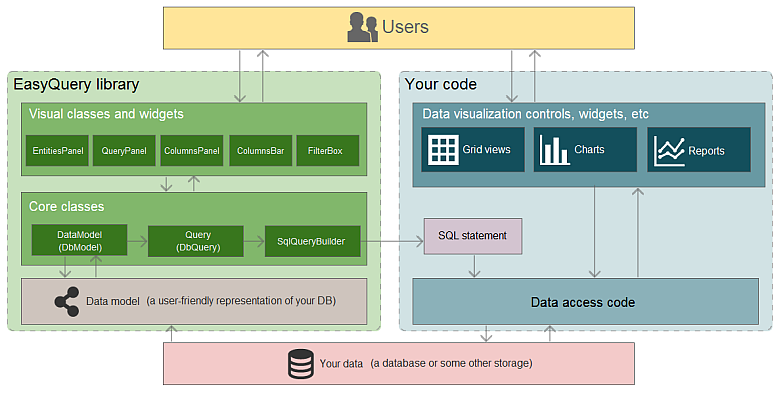 Users
EasyQuery library
Visual classes and widgets
EntitiesPanel
QueryPanel
ColumnsPanel
ColumnsBar
FilterBox
Core classes
DataModel
(DbModel)
Query
(DbQuery)
SqlQueryBuilder
Data model (a user-friendly representation of your DB)
Your code
Data visualization controls, widgets, etc
Grid views
Charts
Reports
SQL statement
Data access code
Your data (a database or some other storage)